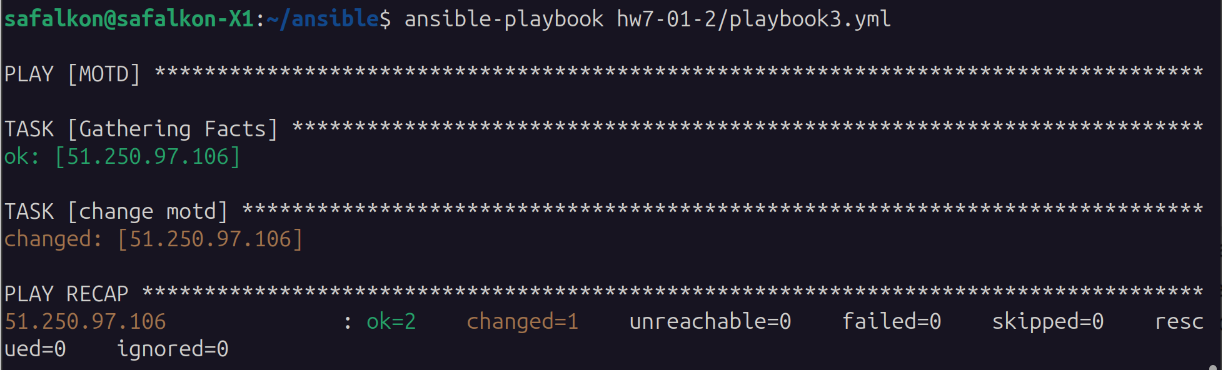 safalkon@safalkon-X1:~/ansible$ ansible-playbook hw7-01-2/playbook3.yml
PLAY [MOTD] *************************************************************************************
TASK [Gathering Facts] **************************************************************************
ok: [51.250.97.106]
TASK [change motd] ******************************************************************************
changed: [51.250.97.106]
PLAY RECAP **************************************************************************************
51.250.97.106              : ok=2    changed=1    unreachable=0    failed=0    skipped=0    resc
ued=0    ignored=0